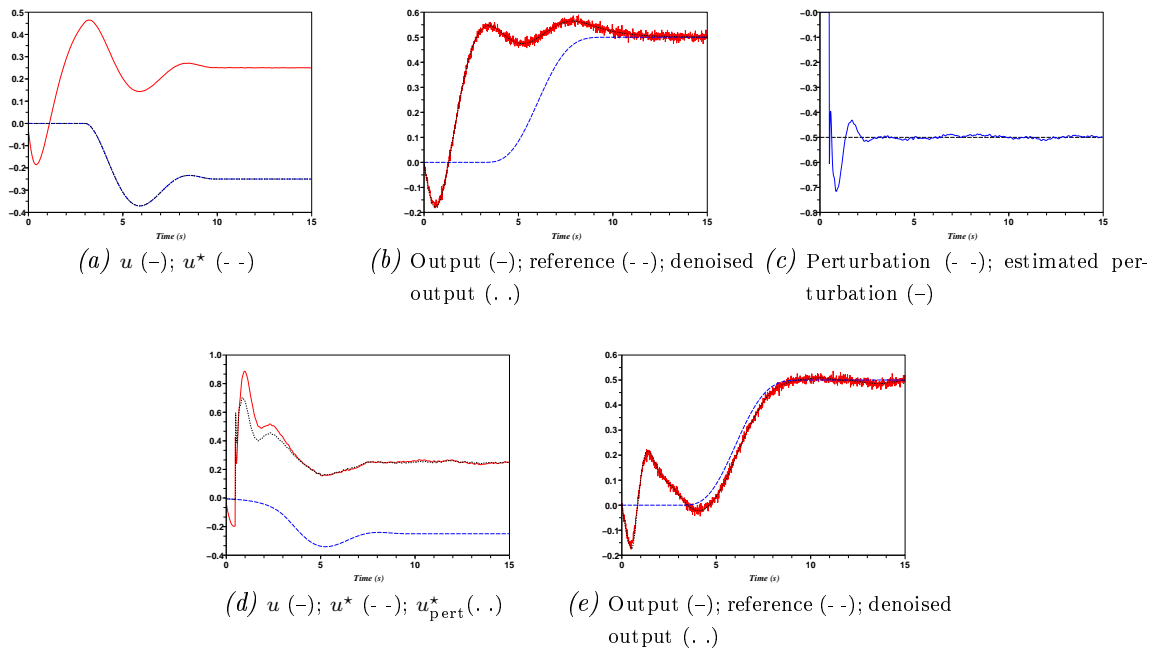 0.5
0.4
0.3
0.2
0.1
0.0
−0.1
−0.2
−0.3
−0.4
0 5 10 15
Time (s)
(a) u (–); u⋆ (- -)
0.6
0.5
0.4
0.3
0.2
0.1
0.0
−0.1
−0.2
0 5 10 15
Time (s)
(b) Output (–); reference (- -); denoised
output (. .)
−0.0
−0.1
−0.2
−0.3
−0.4
−0.5
−0.6
−0.7
−0.8
0 5 10 15
Time (s)
(c) Perturbation (- -); estimated per-
turbation (–)
1.0
0.8
0.6
0.4
0.2
0.0
−0.2
−0.4
0 5 10 15
Time (s)
(d) u (–); u⋆ (- -); u⋆pert(. .)
0.6
0.5
0.4
0.3
0.2
0.1
0.0
−0.1
−0.2
0 5 10 15
Time (s)
(e) Output (–); reference (- -); denoised
output (. .)